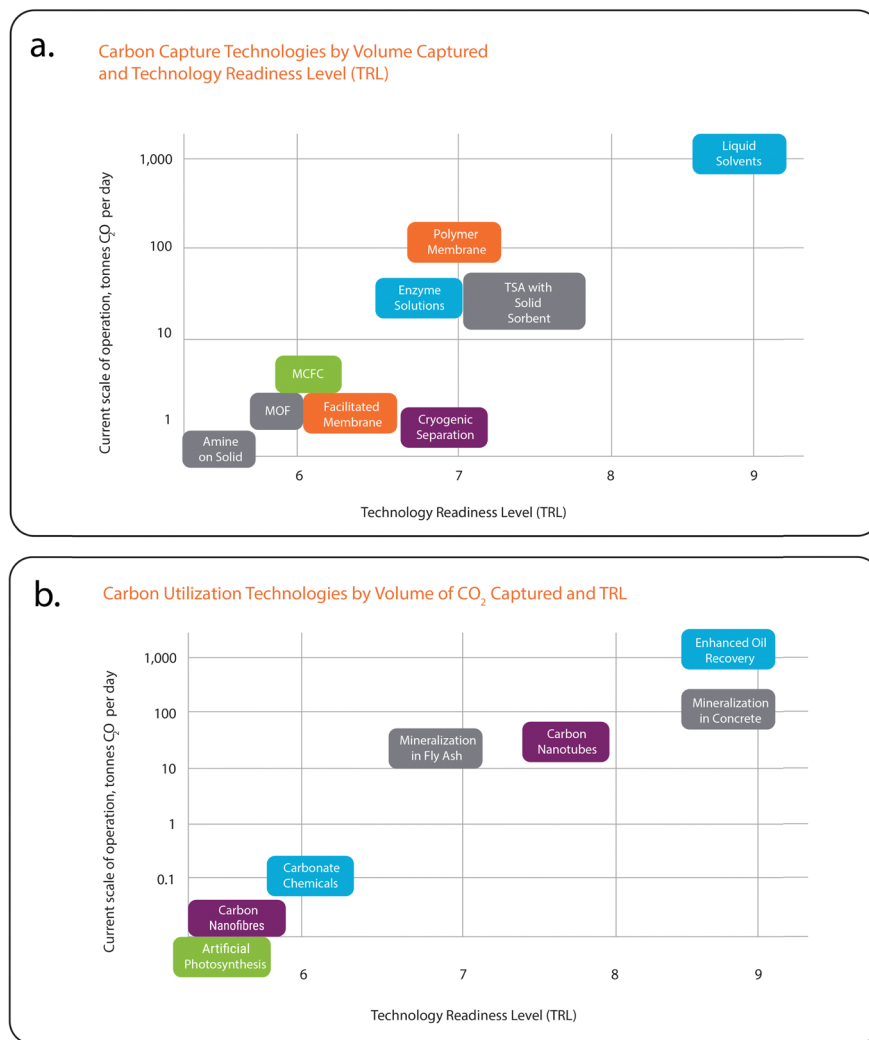 a.
Carbon Capture Technologies by Volume Captured
and Technology Readiness Level (TRL)
Current scale of operation, tonnes CO2 per day
1,000
100
10
1
Liquid
Solvents
Polymer
Membrane
Enzyme
Solutions
TSA with
Solid
Sorbent
MCFC
MOF
Facilitated
Membrane
Cryogenic
Separation
Amine
on Solid
6
7
8
9
Technology Readiness Level (TRL)
b.
Carbon Utilization Technologies by Volume of CO2 Captured and TRL
Current scale of operation, tonnes CO2 per day
1,000
100
10
1
0.1
Enhanced Oil
Recovery
Mineralization
in Concrete
Mineralization
in Fly Ash
Carbon
Nanotubes
Carbonate
Chemicals
Carbon
Nanofibres
Artificial
Photosynthesis
6
7
8
9
Technology Readiness Level (TRL)